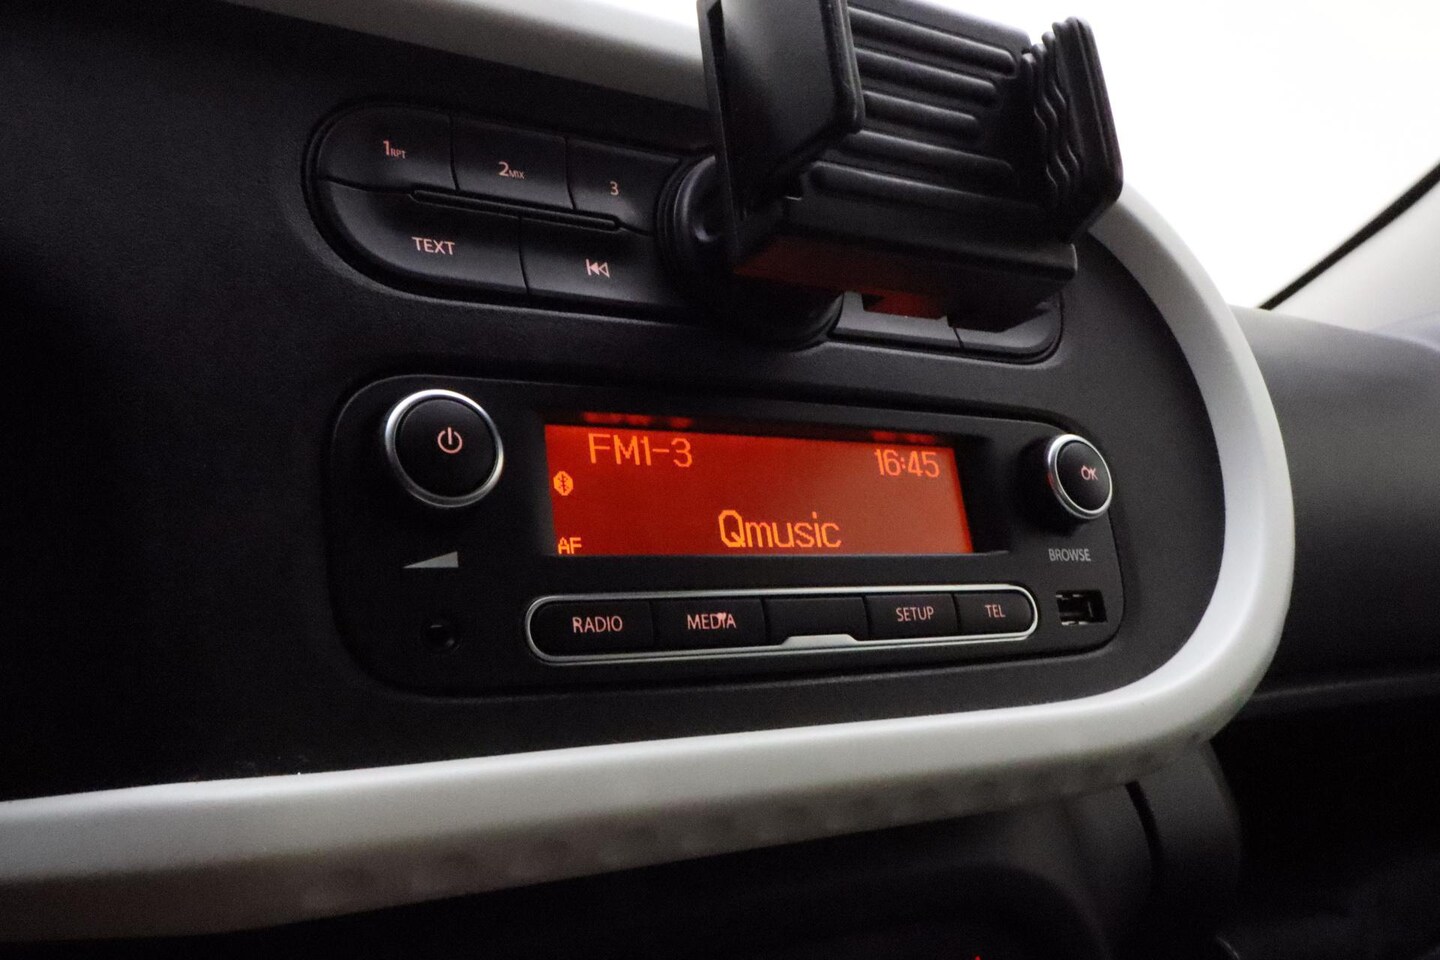 1RPT
2MIX
3
TEXT
FM1-3
16:45
Qmusic
AF
OK
BROWSE
RADIO
MEDIA
SETUP
TEL